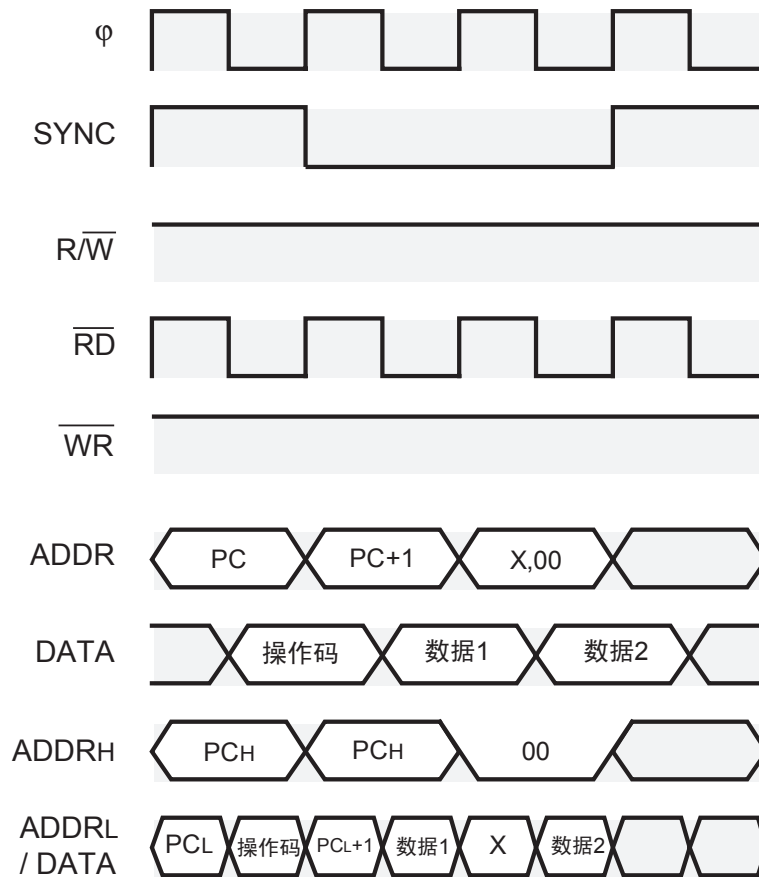 φ
SYNC
R/W
RD
WR
ADDR PC PC+1 X,00
DATA 操作码 数据1 数据2
ADDRH PCH PCH 00
ADDRL
/ DATA
PCL 操作码 PCL+1 数据1 X 数据2